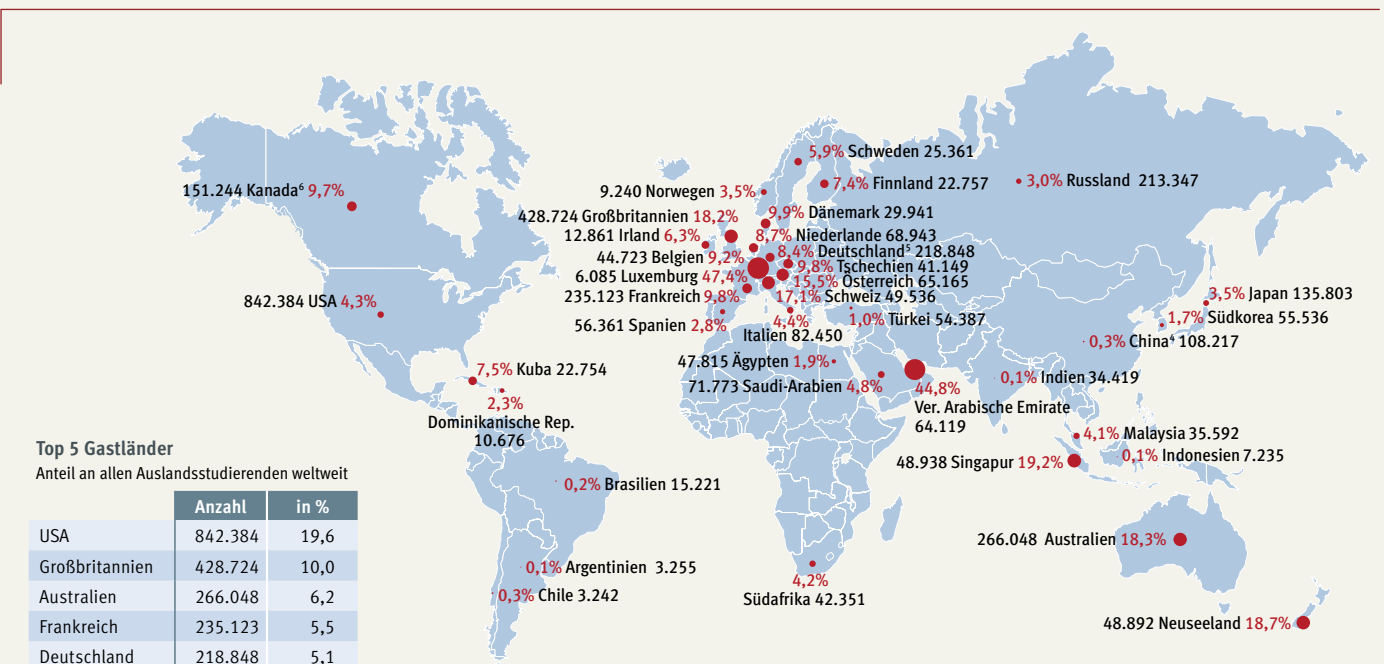 5,9% Schweden 25.361
151.244 Kanada⁶ 9,7%
9.240 Norwegen 3,5%
7,4% Finnland 22.757
3,0% Russland 213.347
428.724 Großbritannien 18,2%
9,9% Dänemark 29.941
12.861 Irland 6,3%
8,7% Niederlande 68.943
44.723 Belgien 9,2%
8,4% Deutschland⁵ 218.848
6.085 Luxemburg 47,4%
9,8% Tschechien 41.149
15,5% Österreich 65.165
235.123 Frankreich 9,8%
17,1% Schweiz 49.536
842.384 USA 4,3%
3,5% Japan 135.803
56.361 Spanien 2,8%
4,4%
Italien 82.450
1,0% Türkei 54.387
1,7% Südkorea 55.536
0,3% China⁴ 108.217
47.815 Ägypten 1,9%
7,5% Kuba 22.754
71.773 Saudi-Arabien 4,8%
44,8%
Ver. Arabische Emirate
64.119
0,1% Indien 34.419
2,3%
Dominikanische Rep.
10.676
4,1% Malaysia 35.592
48.938 Singapur 19,2%
0,1% Indonesien 7.235
0,2% Brasilien 15.221
266.048 Australien 18,3%
0,1% Argentinien 3.255
4,2%
Südafrika 42.351
0,3% Chile 3.242
48.892 Neuseeland 18,7%
Top 5 Gastländer
Anteil an allen Auslandsstudierenden weltweit
Anzahl in %
USA 842.384 19,6
Großbritannien 428.724 10,0
Australien 266.048 6,2
Frankreich 235.123 5,5
Deutschland 218.848 5,1